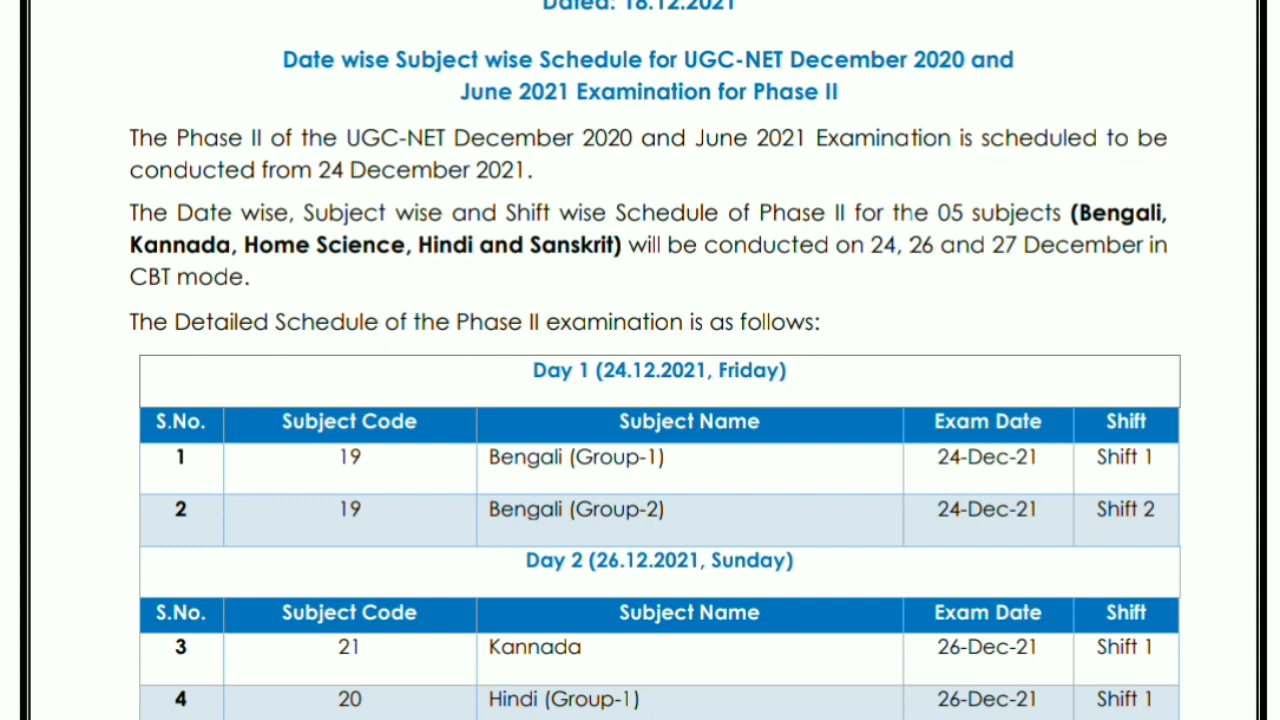 Dated: 18.12.2021
Date wise Subject wise Schedule for UGC-NET December 2020 and
June 2021 Examination for Phase II
The Phase II of the UGC-NET December 2020 and June 2021 Examination is scheduled to be
conducted from 24 December 2021.
The Date wise, Subject wise and Shift wise Schedule of Phase II for the 05 subjects (Bengali,
Kannada, Home Science, Hindi and Sanskrit) will be conducted on 24, 26 and 27 December in
CBT mode.
The Detailed Schedule of the Phase II examination is as follows:
Day 1 (24.12.2021, Friday)
S.No. Subject Code Subject Name Exam Date Shift
1 19 Bengali (Group-1) 24-Dec-21 Shift 1
2 19 Bengali (Group-2) 24-Dec-21 Shift 2
Day 2 (26.12.2021, Sunday)
S.No. Subject Code Subject Name Exam Date Shift
3 21 Kannada 26-Dec-21 Shift 1
4 20 Hindi (Group-1) 26-Dec-21 Shift 1